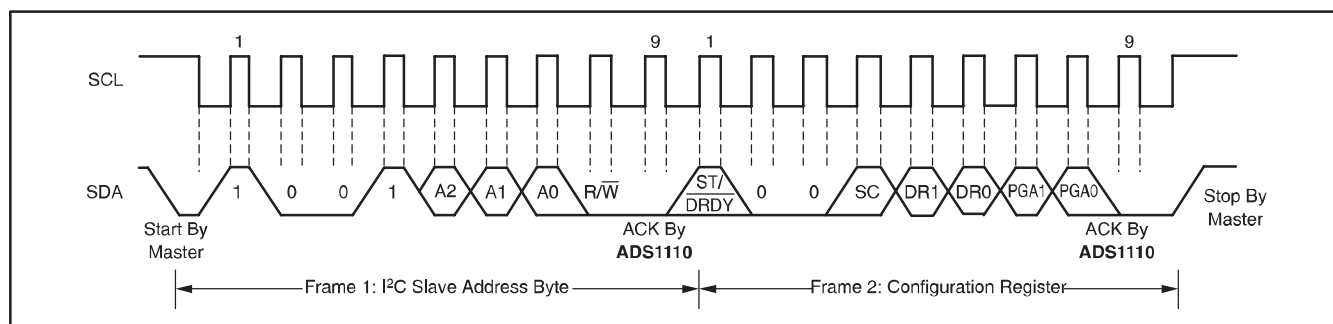 1 9 1 9
SCL
SDA 1 0 0 1 A2 A1 A0 R/W̅ ST/ 0 0 SC DR1 DR0 PGA1 PGA0 Stop By
D̅R̅D̅Y̅ Master
Start By ACK By ACK By
Master ADS1110 ADS1110
Frame 1: I²C Slave Address Byte Frame 2: Configuration Register